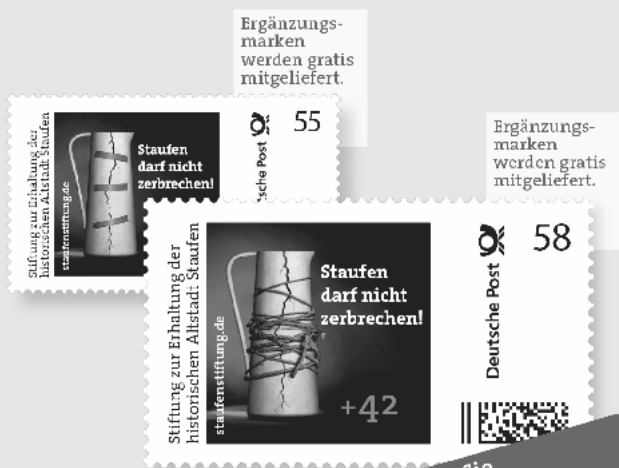 Ergänzungs-
marken
werden gratis
mitgeliefert.
Stiftung zur Erhaltung der
historischen Altstadt Staufen
staufenstiftung.de
Staufen
darf nicht
zerbrechen!
sche Post
55
Ergänzungs-
marken
werden gratis
mitgeliefert.
Stiftung zur Erhaltung der
historischen Altstadt Staufen
staufenstiftung.de
Staufen
darf nicht
zerbrechen!
+42
Deutsche Post
58